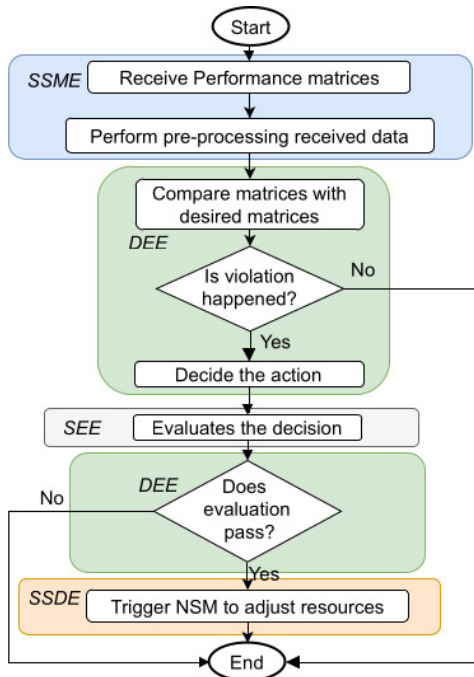 Start
SSME
Receive Performance matrices
Perform pre-processing received data
Compare matrices with
desired matrices
DEE
Is violation
happened?
No
Yes
Decide the action
SEE
Evaluates the decision
No
DEE
Does
evaluation
pass?
Yes
SSDE
Trigger NSM to adjust resources
End